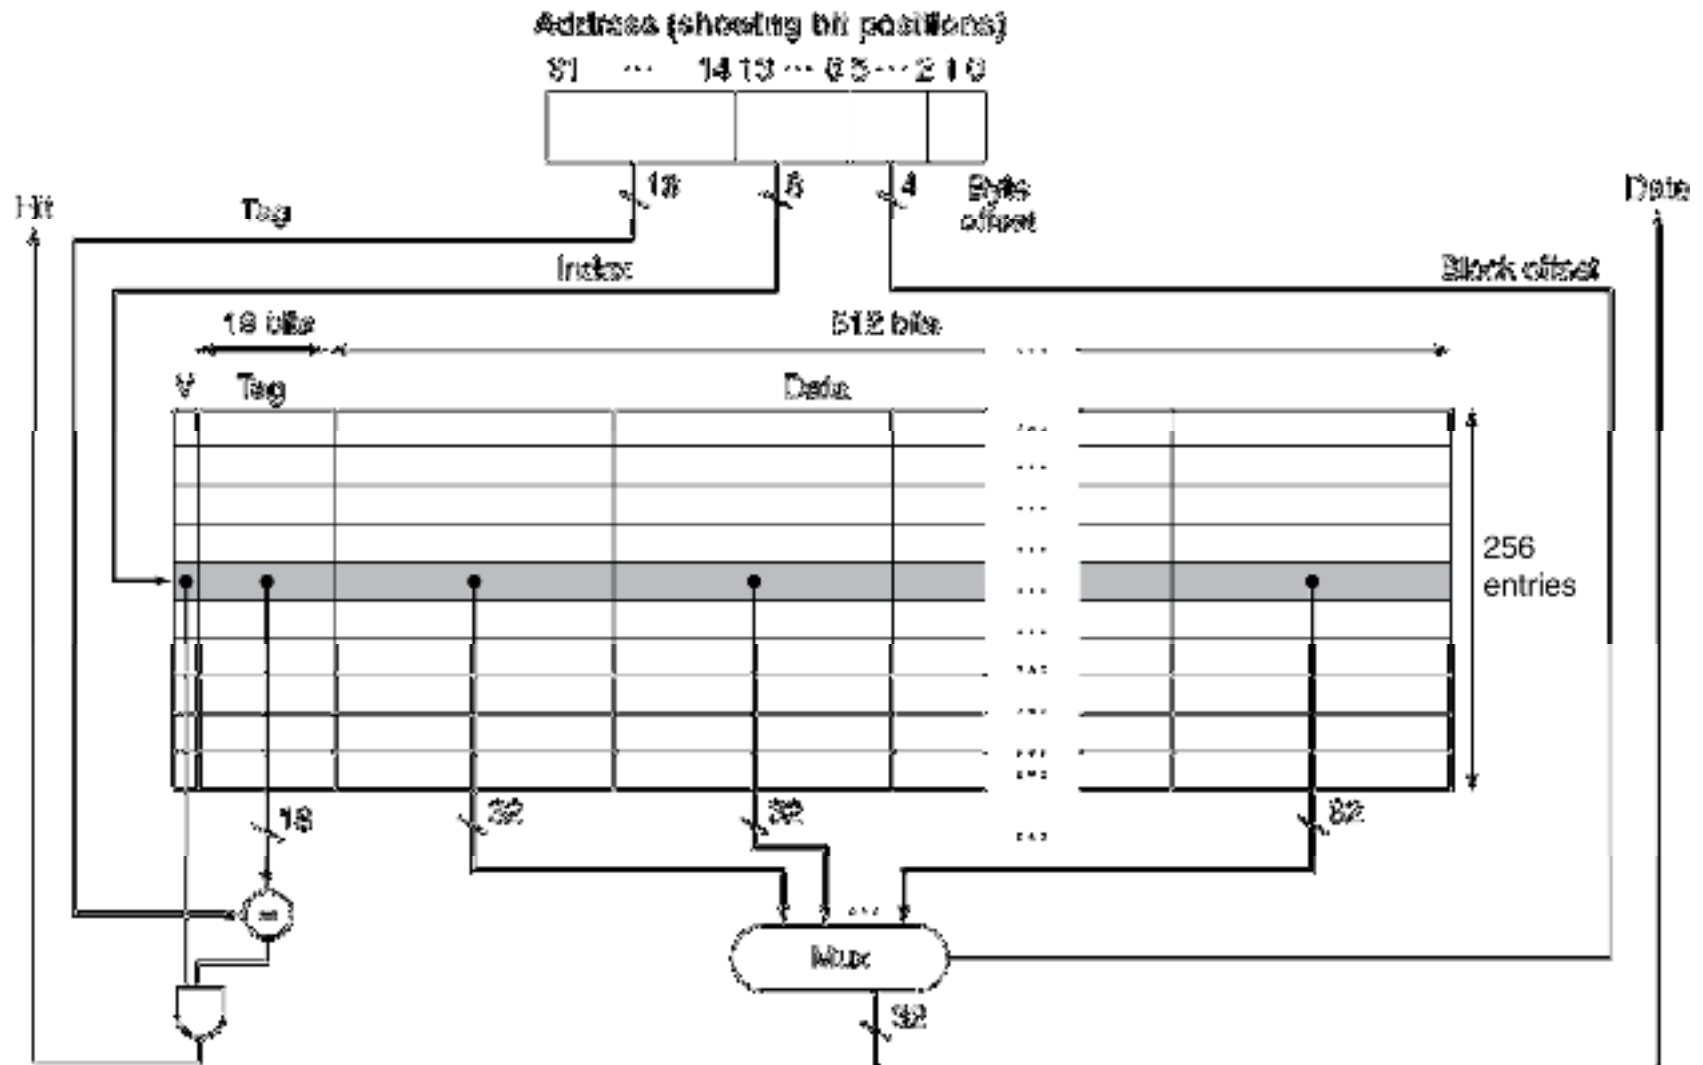 Address (showing bit positions)
31 ··· 14 13 ··· 6 5 ··· 2 1 0
18 8 4 Byte
offset
Hit Tag Data
Index Block offset
18 bits 512 bits
V Tag Data
256
entries
18 32 32 32
=
Mux
32